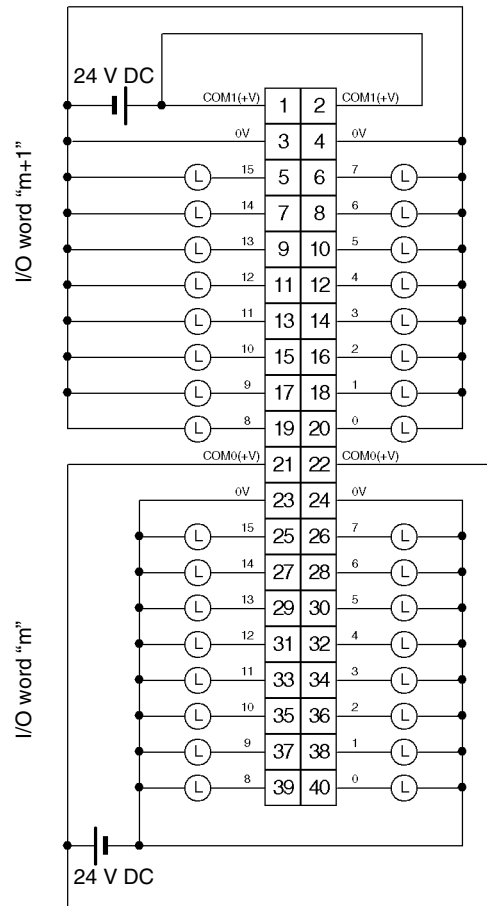 24 V DC
COM1(+V) 1 2 COM1(+V)
0V 3 4 0V
L 15 5 6 7 L
L 14 7 8 6 L
L 13 9 10 5 L
L 12 11 12 4 L
L 11 13 14 3 L
L 10 15 16 2 L
L 9 17 18 1 L
L 8 19 20 0 L
I/O word “m+1”
COM0(+V) 21 22 COM0(+V)
0V 23 24 0V
L 15 25 26 7 L
L 14 27 28 6 L
L 13 29 30 5 L
L 12 31 32 4 L
L 11 33 34 3 L
L 10 35 36 2 L
L 9 37 38 1 L
L 8 39 40 0 L
I/O word “m”
24 V DC